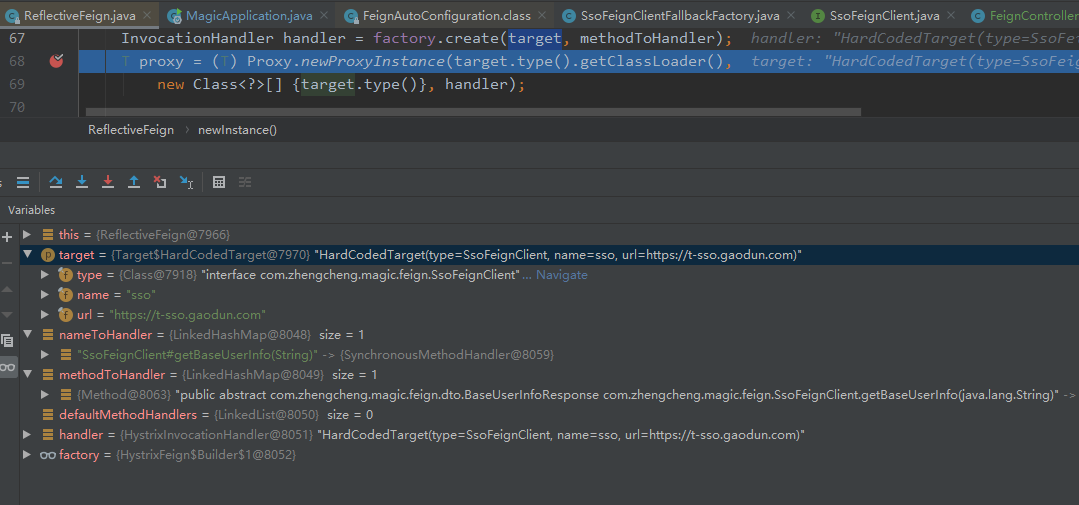 ReflectiveFeign.java × MagicApplication.java × FeignAutoConfiguration.class × SsoFeignClientFallbackFactory.java × SsoFeignClient.java × FeignController
67 InvocationHandler handler = factory.create(target, methodToHandler); handler: "HardCodedTarget(type=SsoFe
68 T proxy = (T) Proxy.newProxyInstance(target.type().getClassLoader(), target: "HardCodedTarget(type=SsoFeig
69 new Class<?>[] {target.type()}, handler);
70
ReflectiveFeign › newInstance()
s
Variables
this = {ReflectiveFeign@7966}
p target = {Target$HardCodedTarget@7970} "HardCodedTarget(type=SsoFeignClient, name=sso, url=https://t-sso.gaodun.com)"
f type = {Class@7918} "interface com.zhengcheng.magic.feign.SsoFeignClient" ... Navigate
f name = "sso"
f url = "https://t-sso.gaodun.com"
nameToHandler = {LinkedHashMap@8048} size = 1
"SsoFeignClient#getBaseUserInfo(String)" -> {SynchronousMethodHandler@8059}
methodToHandler = {LinkedHashMap@8049} size = 1
{Method@8063} "public abstract com.zhengcheng.magic.feign.dto.BaseUserInfoResponse com.zhengcheng.magic.feign.SsoFeignClient.getBaseUserInfo(java.lang.String)" ->
defaultMethodHandlers = {LinkedList@8050} size = 0
handler = {HystrixInvocationHandler@8051} "HardCodedTarget(type=SsoFeignClient, name=sso, url=https://t-sso.gaodun.com)"
factory = {HystrixFeign$Builder$1@8052}